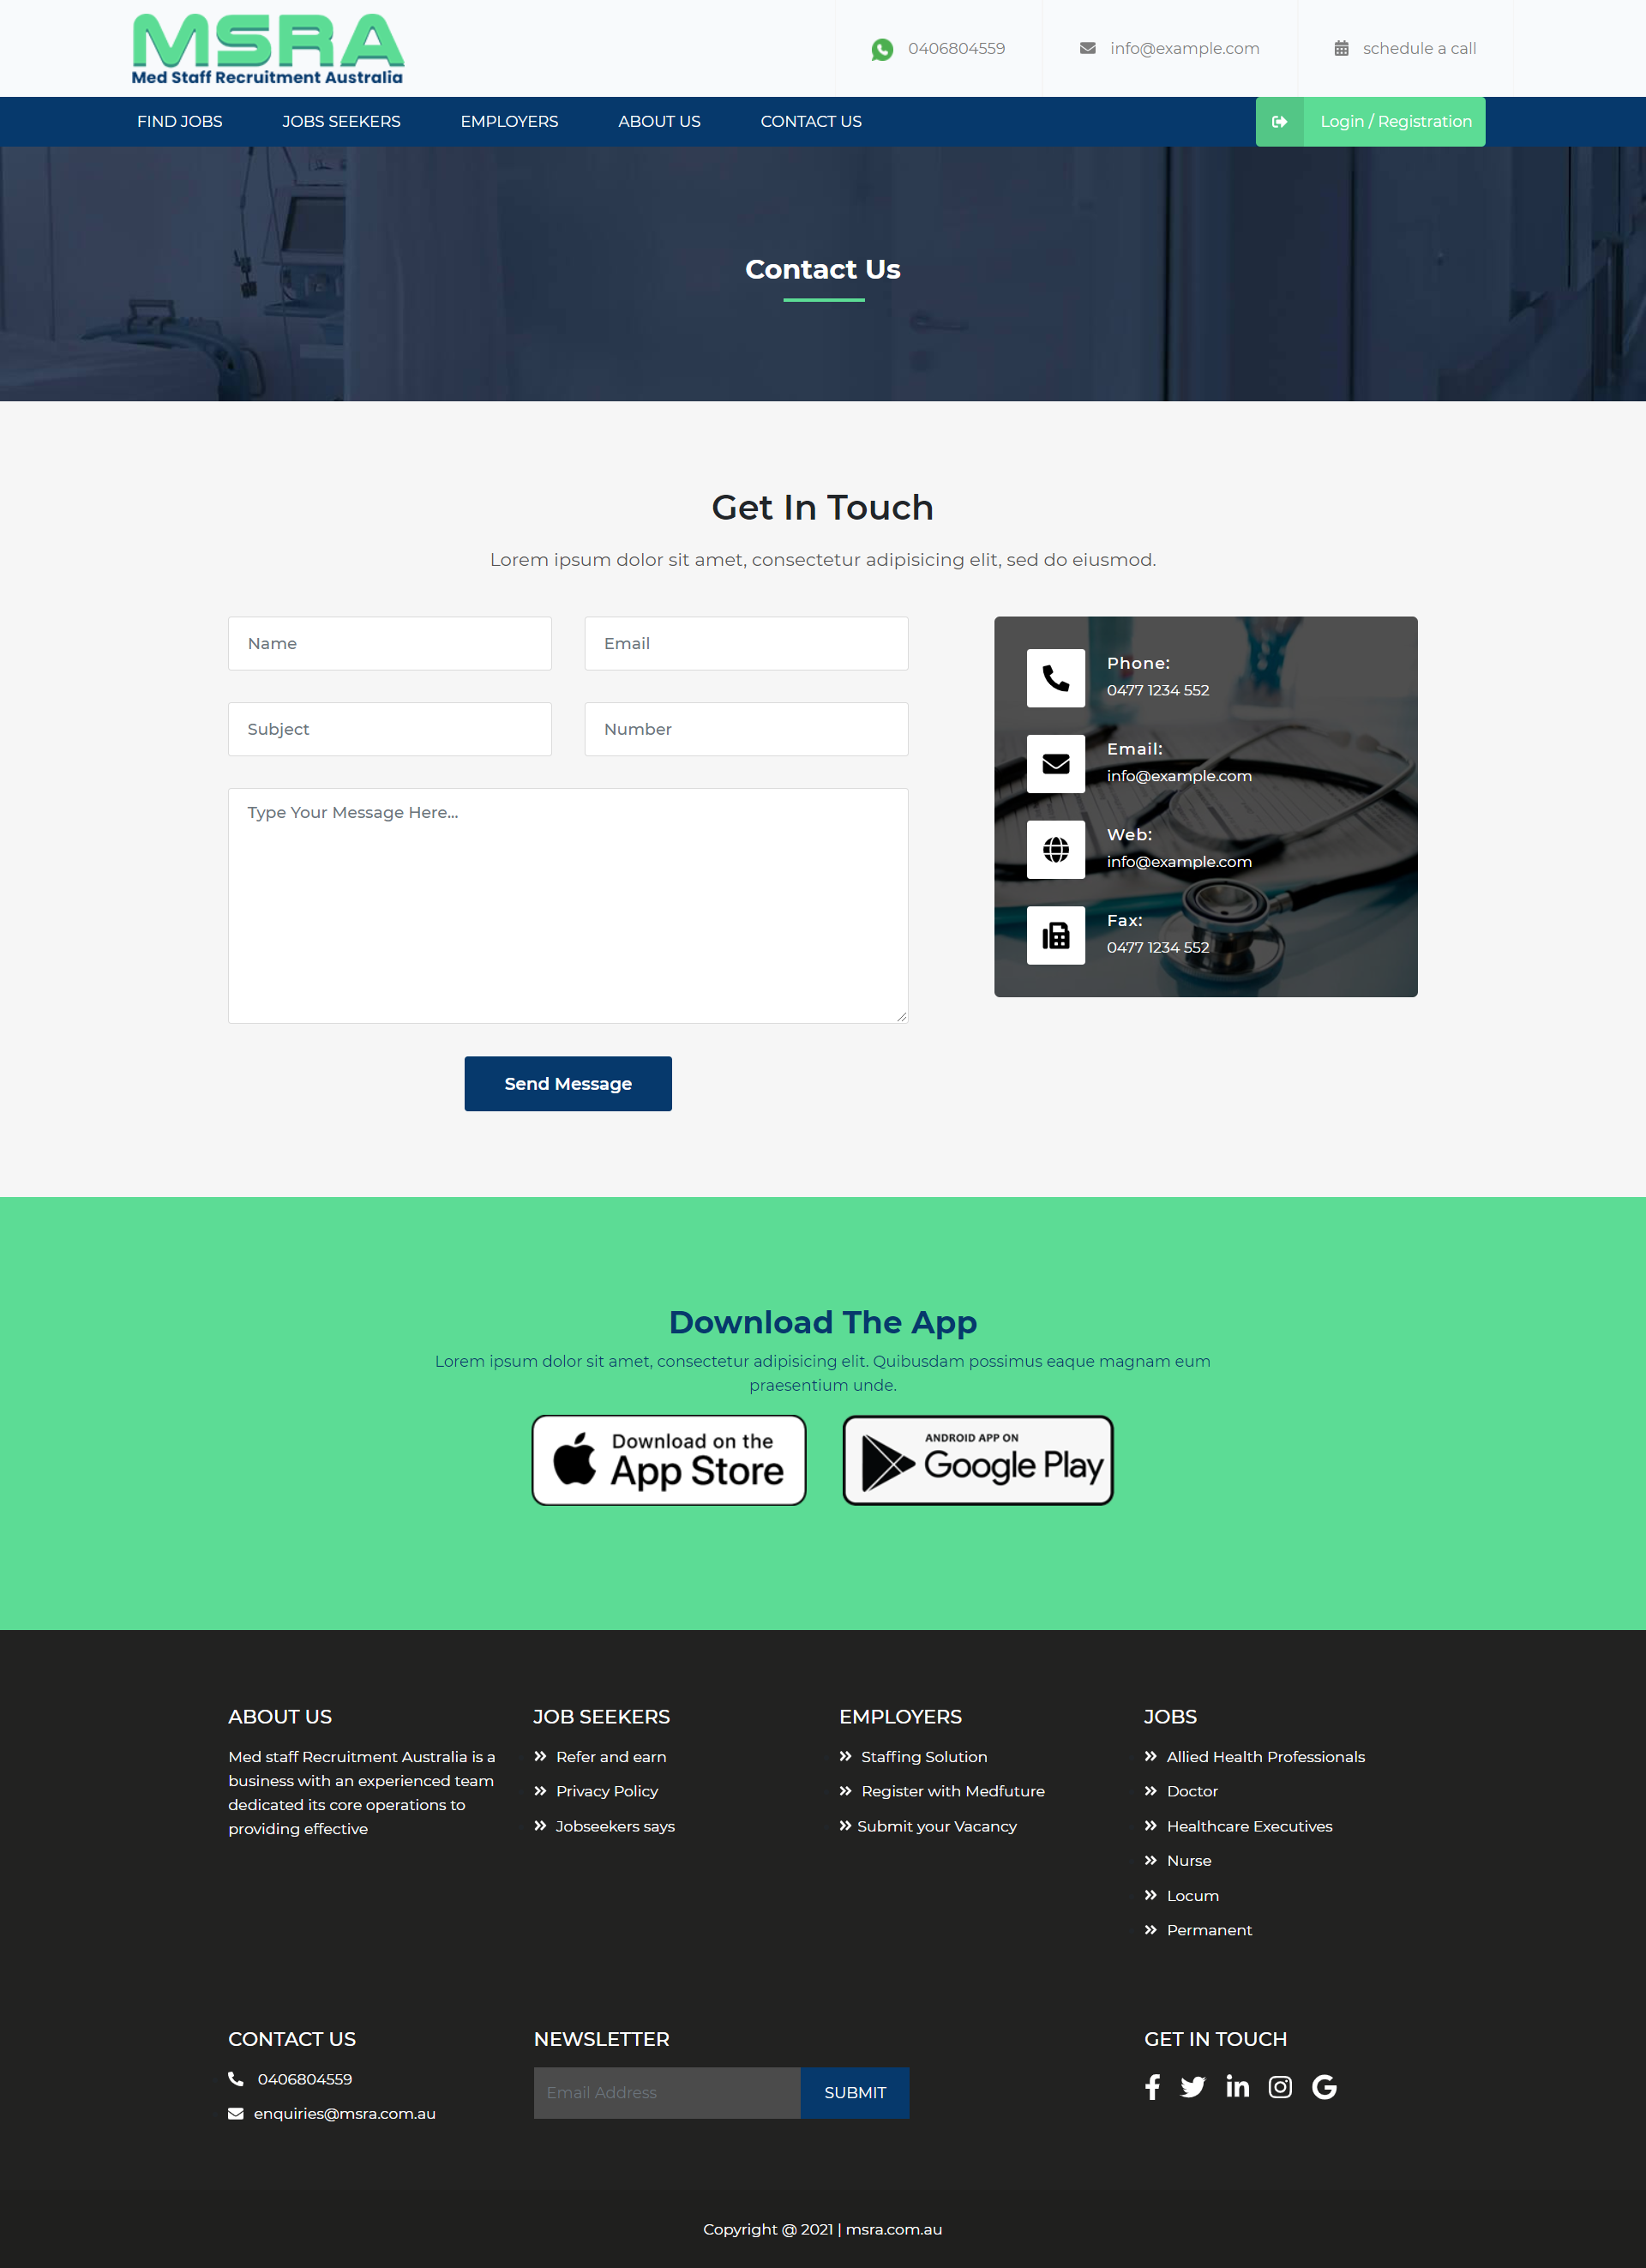 MSRA
Med Staff Recruitment Australia
0406804559
info@example.com
schedule a call
FIND JOBS
JOBS SEEKERS
EMPLOYERS
ABOUT US
CONTACT US
Login / Registration
Contact Us
Get In Touch
Lorem ipsum dolor sit amet, consectetur adipisicing elit, sed do eiusmod.
Name
Email
Subject
Number
Type Your Message Here...
Send Message
Phone:
0477 1234 552
Email:
info@example.com
Web:
info@example.com
Fax:
0477 1234 552
Download The App
Lorem ipsum dolor sit amet, consectetur adipisicing elit. Quibusdam possimus eaque magnam eum
praesentium unde.
Download on the
App Store
ANDROID APP ON
Google Play
ABOUT US
Med staff Recruitment Australia is a
business with an experienced team
dedicated its core operations to
providing effective
JOB SEEKERS
Refer and earn
Privacy Policy
Jobseekers says
EMPLOYERS
Staffing Solution
Register with Medfuture
Submit your Vacancy
JOBS
Allied Health Professionals
Doctor
Healthcare Executives
Nurse
Locum
Permanent
CONTACT US
0406804559
enquiries@msra.com.au
NEWSLETTER
Email Address
SUBMIT
GET IN TOUCH
Copyright @ 2021 | msra.com.au